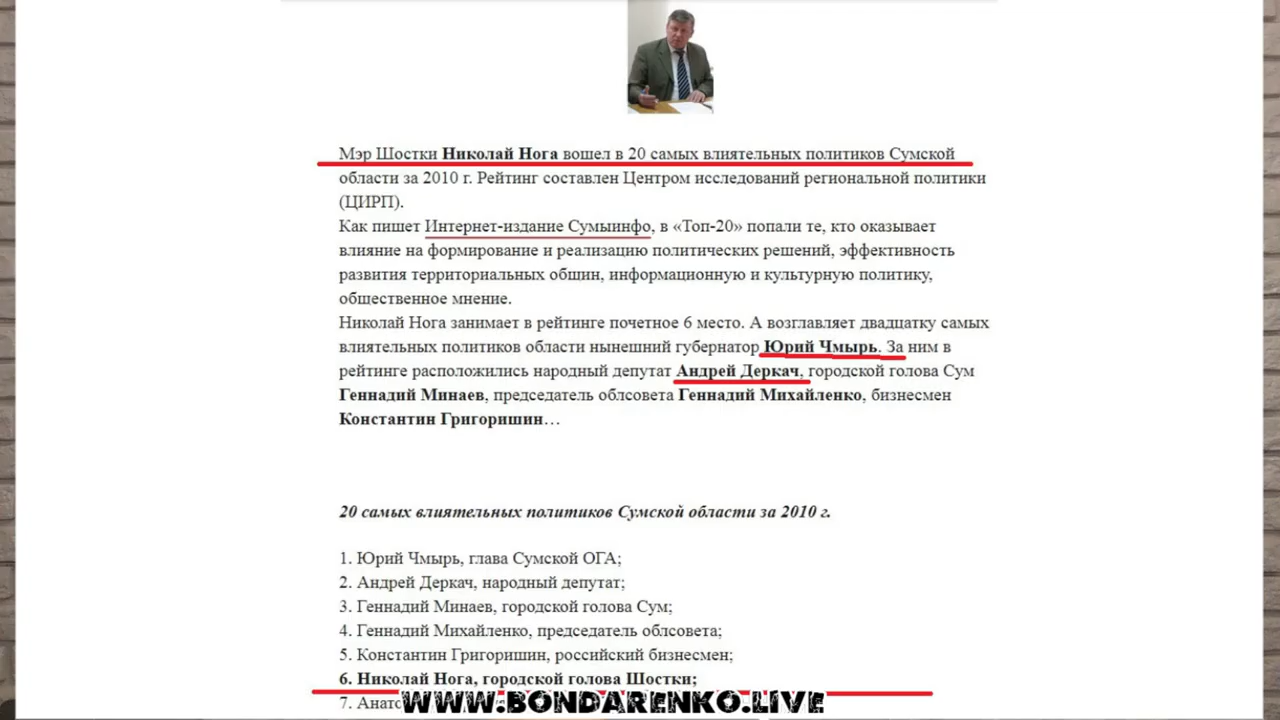 Мэр Шостки Николай Нога вошел в 20 самых влиятельных политиков Сумской
области за 2010 г. Рейтинг составлен Центром исследований региональной политики
(ЦИРП).
Как пишет Интернет-издание Сумыинфо, в «Топ-20» попали те, кто оказывает
влияние на формирование и реализацию политических решений, эффективность
развития территориальных общин, информационную и культурную политику,
общественное мнение.
Николай Нога занимает в рейтинге почетное 6 место. А возглавляет двадцатку самых
влиятельных политиков области нынешний губернатор Юрий Чмырь. За ним в
рейтинге расположились народный депутат Андрей Деркач, городской голова Сум
Геннадий Минаев, председатель облсовета Геннадий Михайленко, бизнесмен
Константин Григоришин…
20 самых влиятельных политиков Сумской области за 2010 г.
1. Юрий Чмырь, глава Сумской ОГА;
2. Андрей Деркач, народный депутат;
3. Геннадий Минаев, городской голова Сум;
4. Геннадий Михайленко, председатель облсовета;
5. Константин Григоришин, российский бизнесмен;
6. Николай Нога, городской голова Шостки;
7.
WWW.BONDARENKO.LIVE